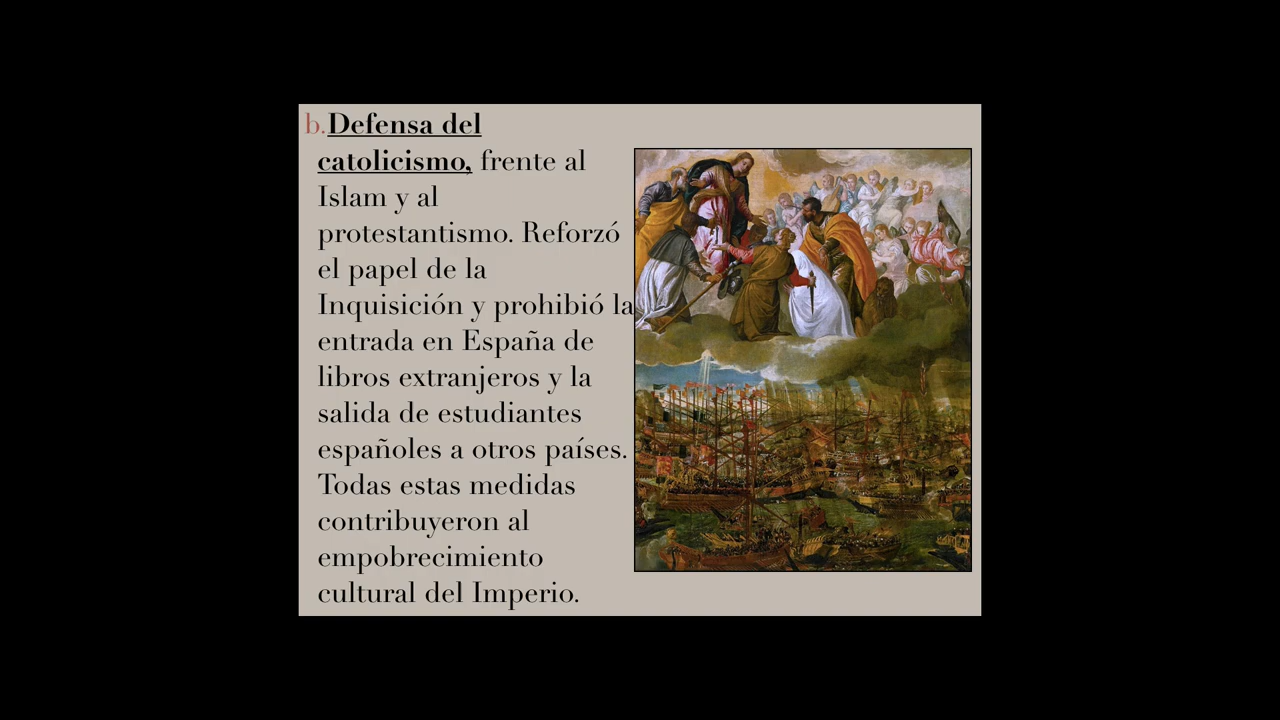 b.Defensa del
catolicismo, frente al
Islam y al
protestantismo. Reforzó
el papel de la
Inquisición y prohibió la
entrada en España de
libros extranjeros y la
salida de estudiantes
españoles a otros países.
Todas estas medidas
contribuyeron al
empobrecimiento
cultural del Imperio.